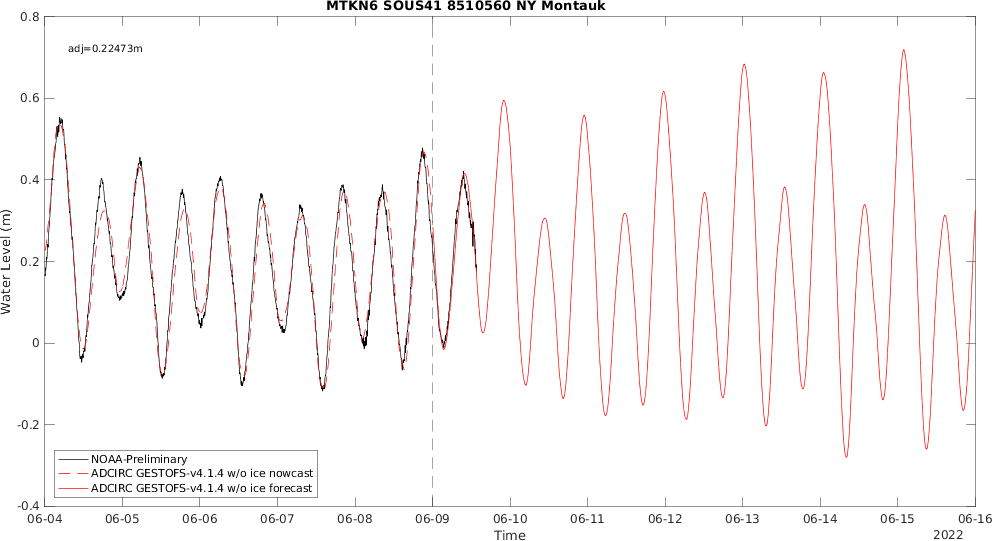 MTKN6 SOUS41 8510560 NY Montauk
0.8
adj=0.22473m
0.6
0.4
0.2
0
-0.2
-0.4
Water Level (m)
NOAA-Preliminary
ADCIRC GESTOFS-v4.1.4 w/o ice nowcast
ADCIRC GESTOFS-v4.1.4 w/o ice forecast
06-04 06-05 06-06 06-07 06-08 06-09 06-10 06-11 06-12 06-13 06-14 06-15 06-16
Time
2022